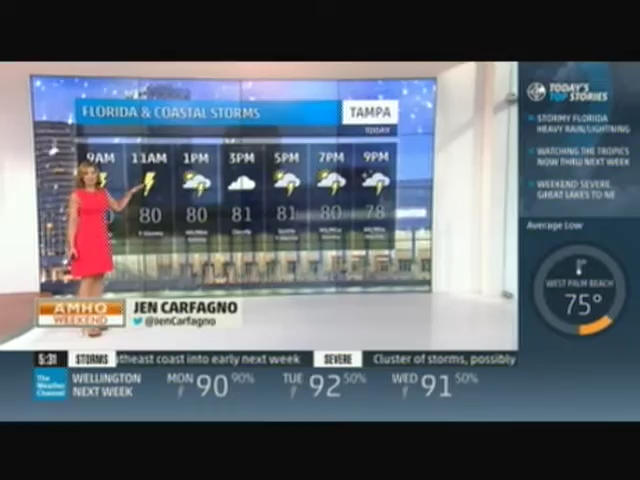 FLORIDA & COASTAL STORMS
TAMPA
TODAY
9AM 11AM 1PM 3PM 5PM 7PM 9PM
80 80 81 81 80 78
TODAY'S
TOP STORIES
STORMY FLORIDA
HEAVY RAIN/LIGHTNING
WATCHING THE TROPICS
NOW THRU NEXT WEEK
WEEKEND SEVERE,
GREAT LAKES TO NE
Average Low
WEST PALM BEACH
75°
AMHQ
WEEKEND
JEN CARFAGNO
@JenCarfagno
5:31 STORMS theast coast into early next week SEVERE Cluster of storms, possibly
The
Weather
Channel
WELLINGTON
NEXT WEEK
MON 90 90% TUE 92 50% WED 91 50%